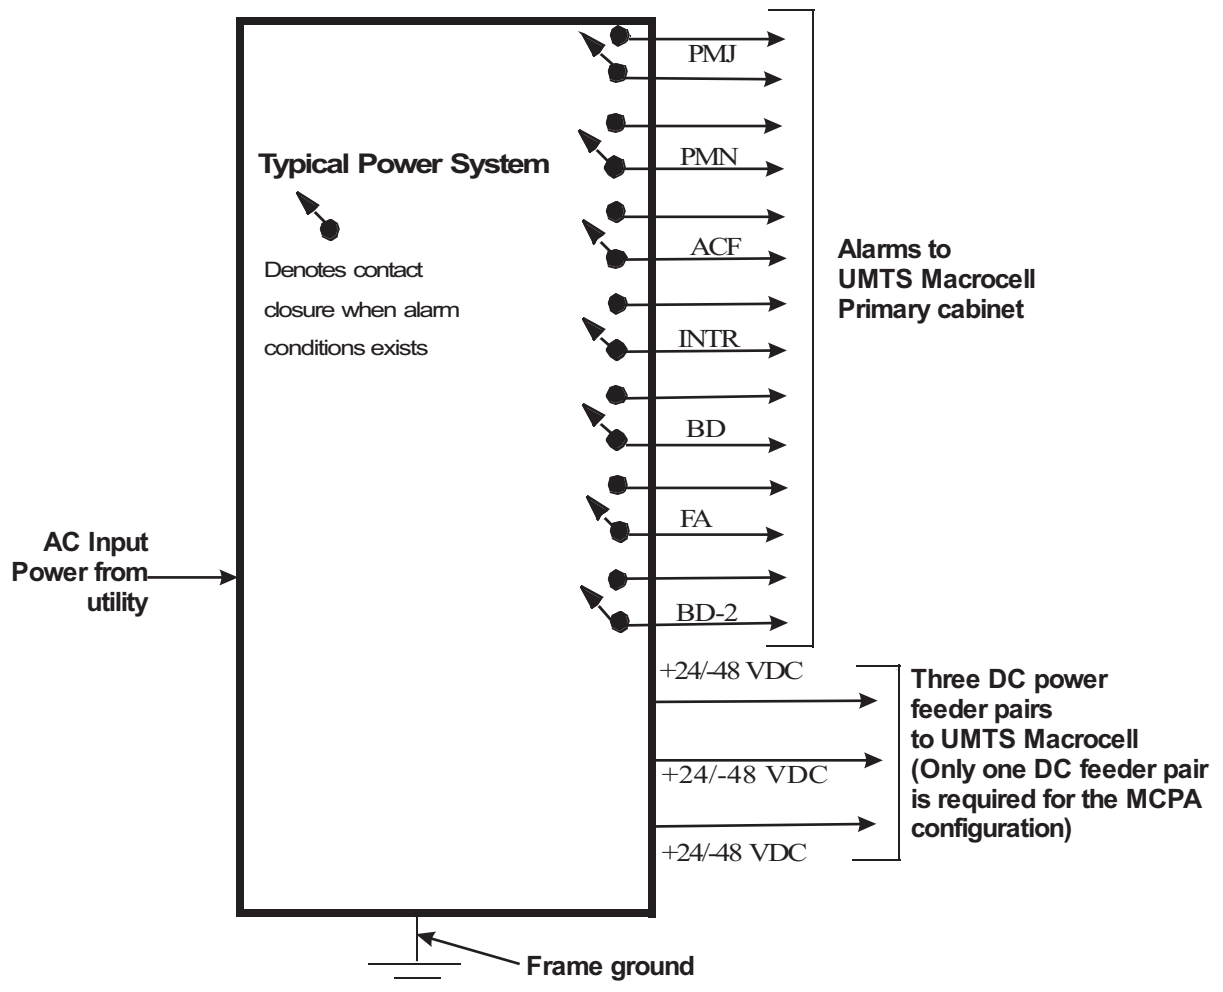 PMJ
PMN
Typical Power System
ACF
Denotes contact
closure when alarm
conditions exists
INTR
BD
FA
BD-2
Alarms to
UMTS Macrocell
Primary cabinet
AC Input
Power from
utility
+24/-48 VDC
+24/-48 VDC
+24/-48 VDC
Three DC power
feeder pairs
to UMTS Macrocell
(Only one DC feeder pair
is required for the MCPA
configuration)
Frame ground